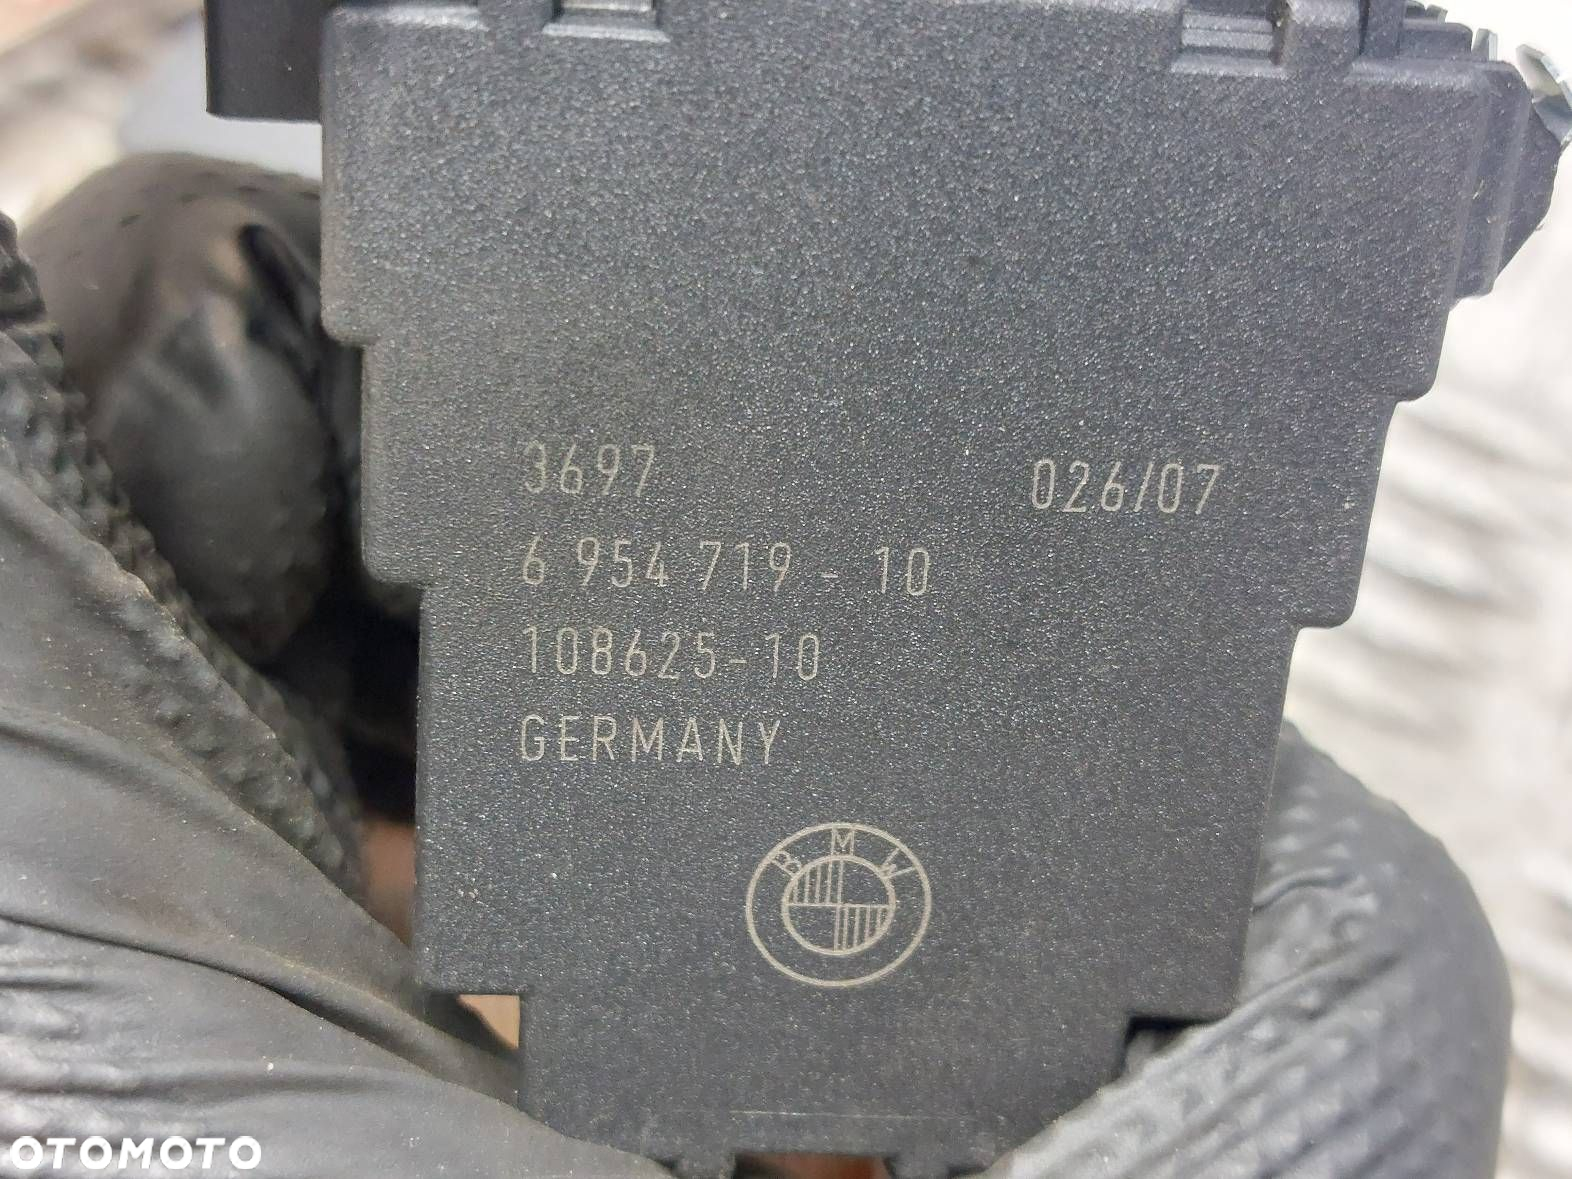 3697 026/07
6 954 719 - 10
108625-10
GERMANY
BMW
OTOMOTO